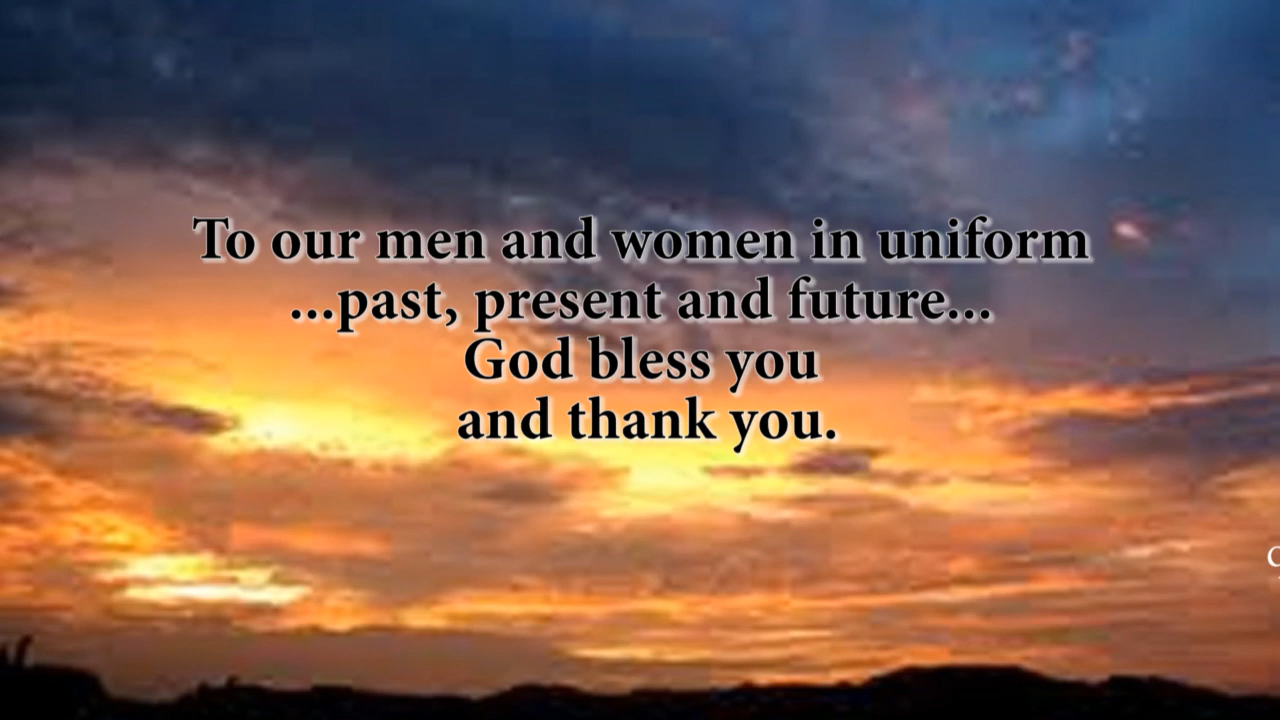 To our men and women in uniform
...past, present and future...
God bless you
and thank you.